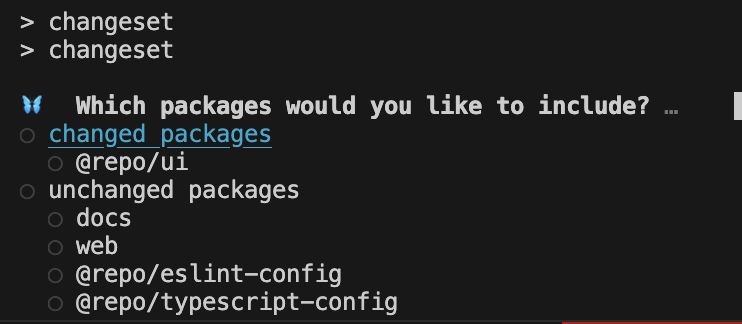 > changeset
> changeset
🦋 Which packages would you like to include? …
○ changed packages
○ @repo/ui
○ unchanged packages
○ docs
○ web
○ @repo/eslint-config
○ @repo/typescript-config